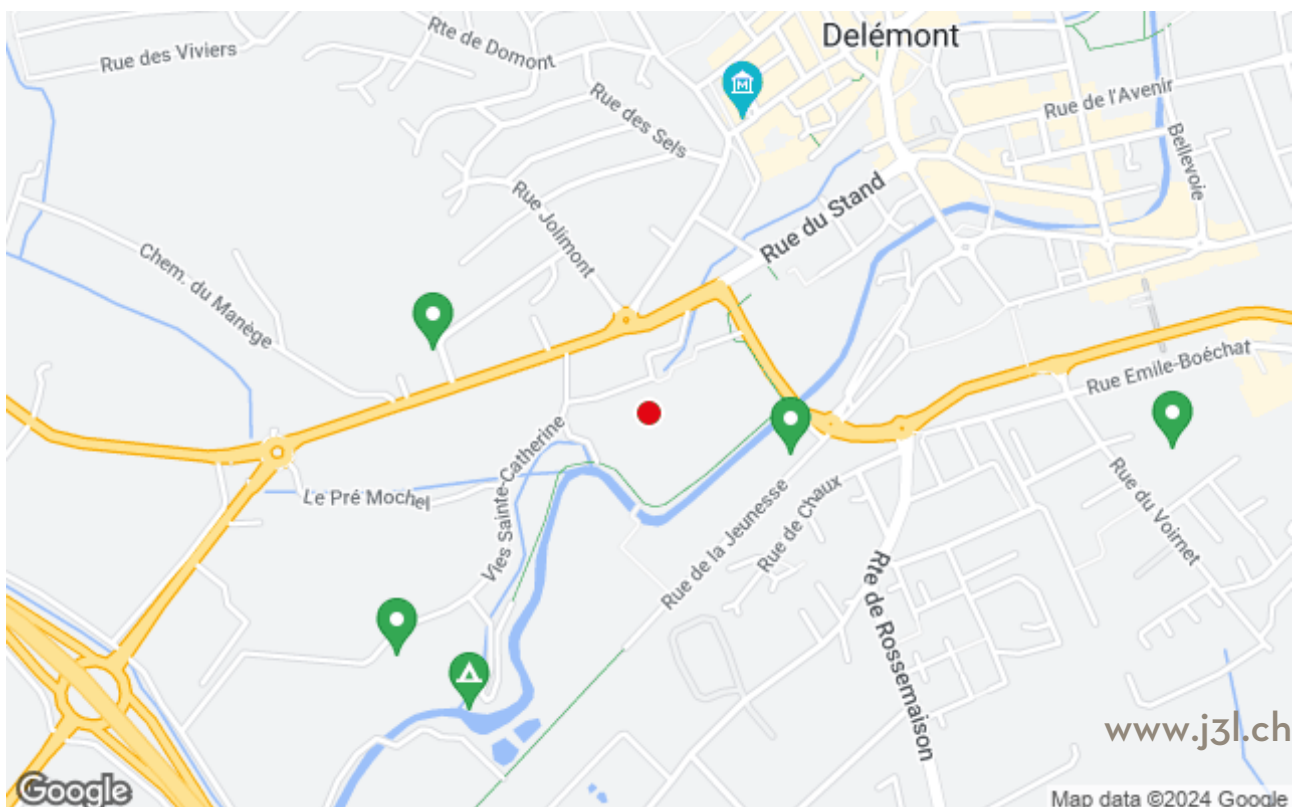 Delémont
Rte de Domont
Rue des Viviers
M
Rue de l'Avenir
Rue des Sels
Bellevoie
Rue Jolimont
Rue du Stand
Chem. du Manège
Rue Emile-Boéchat
Vies Sainte-Catherine
Le Pré Mochel
Rue de la Jeunesse
Rue de Chaux
Rue du Voirnet
Rte de Rossemaison
www.j3l.ch
Google
Map data ©2024 Google